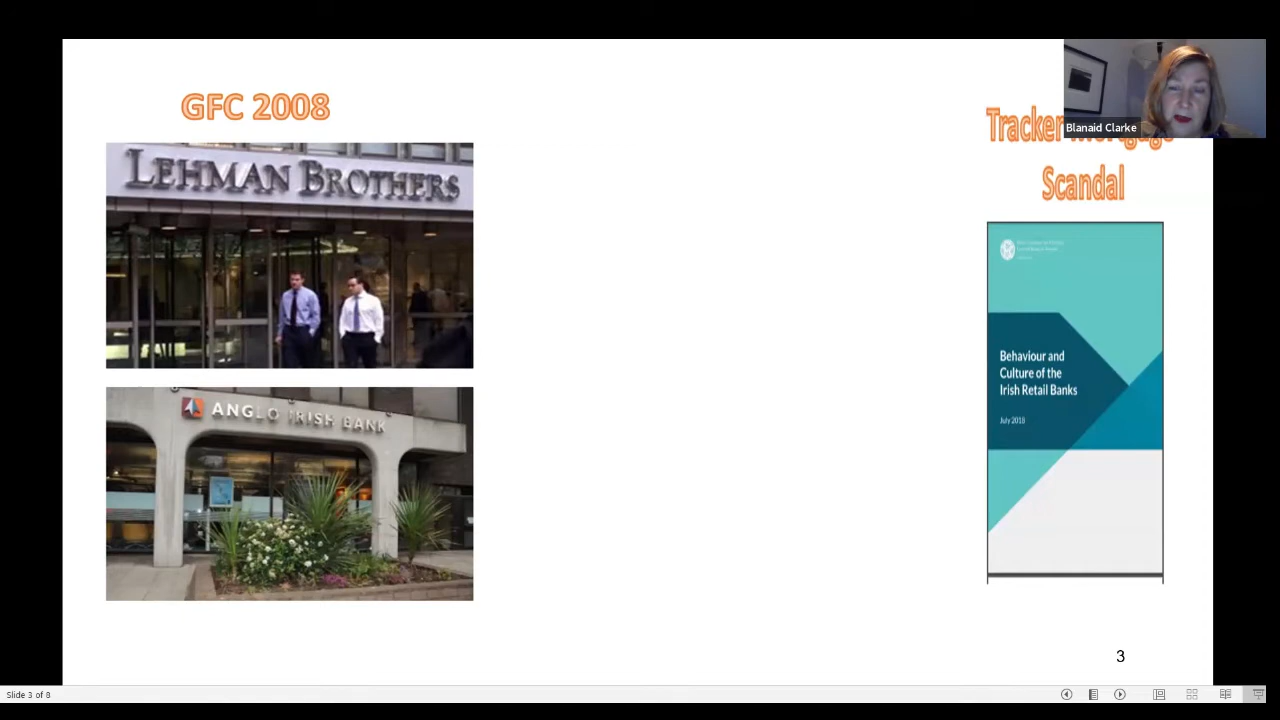 GFC 2008
LEHMAN BROTHERS
ANGLO IRISH BANK
Tracker Mortgage
Scandal
Blanaid Clarke
Behaviour and
Culture of the
Irish Retail Banks
July 2018
3
Slide 3 of 8